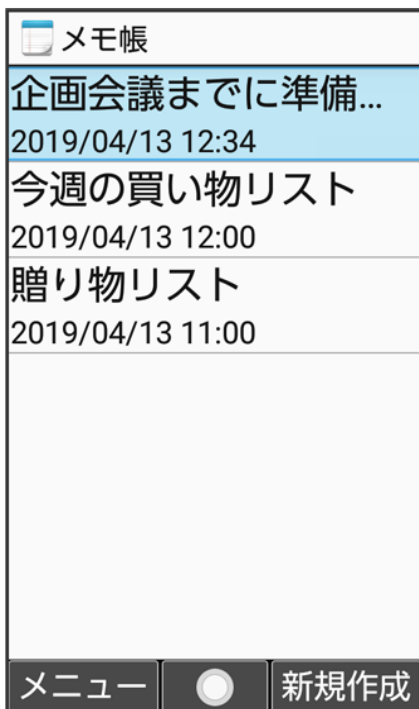 メモ帳
企画会議までに準備...
2019/04/13 12:34
今週の買い物リスト
2019/04/13 12:00
贈り物リスト
2019/04/13 11:00
メニュー
新規作成